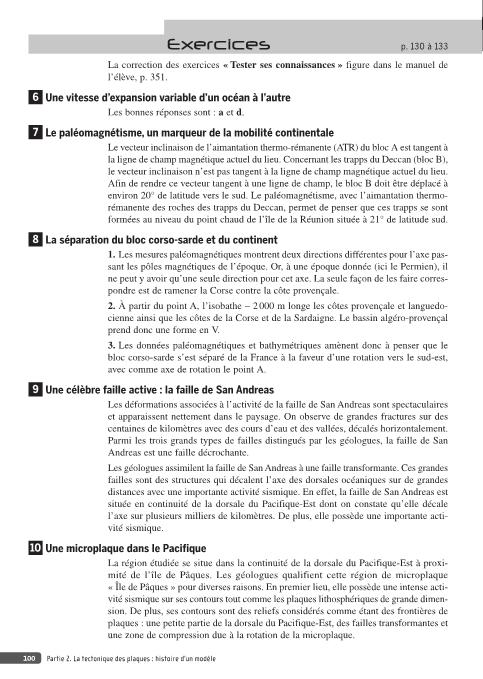 Exercices
p. 130 à 133
La correction des exercices « Tester ses connaissances » figure dans le manuel de
l'élève, p. 351.
6 Une vitesse d'expansion variable d'un océan à l'autre
Les bonnes réponses sont : a et d.
7 Le paléomagnétisme, un marqueur de la mobilité continentale
Le vecteur inclinaison de l'aimantation thermo-rémanente (ATR) du bloc A est tangent à
la ligne de champ magnétique actuel du lieu. Concernant les trapps du Deccan (bloc B),
le vecteur inclinaison n'est pas tangent à la ligne de champ magnétique actuel du lieu.
Afin de rendre ce vecteur tangent à une ligne de champ, le bloc B doit être déplacé à
environ 20° de latitude vers le sud. Le paléomagnétisme, avec l'aimantation thermo-
rémanente des roches des trapps du Deccan, permet de penser que ces trapps se sont
formées au niveau du point chaud de l'île de la Réunion située à 21° de latitude sud.
8 La séparation du bloc corso-sarde et du continent
1. Les mesures paléomagnétiques montrent deux directions différentes pour l'axe pas-
sant les pôles magnétiques de l'époque. Or, à une époque donnée (ici le Permien), il
ne peut y avoir qu'une seule direction pour cet axe. La seule façon de les faire corres-
pondre est de ramener la Corse contre la côte provençale.
2. À partir du point A, l'isobathe – 2 000 m longe les côtes provençale et languedo-
cienne ainsi que les côtes de la Corse et de la Sardaigne. Le bassin algéro-provençal
prend donc une forme en V.
3. Les données paléomagnétiques et bathymétriques amènent donc à penser que le
bloc corso-sarde s'est séparé de la France à la faveur d'une rotation vers le sud-est,
avec comme axe de rotation le point A.
9 Une célèbre faille active : la faille de San Andreas
Les déformations associées à l'activité de la faille de San Andreas sont spectaculaires
et apparaissent nettement dans le paysage. On observe de grandes fractures sur des
centaines de kilomètres avec des cours d'eau et des vallées, décalés horizontalement.
Parmi les trois grands types de failles distingués par les géologues, la faille de San
Andreas est une faille décrochante.
Les géologues assimilent la faille de San Andreas à une faille transformante. Ces grandes
failles sont des structures qui décalent l'axe des dorsales océaniques sur de grandes
distances avec une importante activité sismique. En effet, la faille de San Andreas est
située en continuité de la dorsale du Pacifique-Est dont on constate qu'elle décale
l'axe sur plusieurs milliers de kilomètres. De plus, elle possède une importante acti-
vité sismique.
10 Une microplaque dans le Pacifique
La région étudiée se situe dans la continuité de la dorsale du Pacifique-Est à proxi-
mité de l'île de Pâques. Les géologues qualifient cette région de microplaque
« Île de Pâques » pour diverses raisons. En premier lieu, elle possède une intense acti-
vité sismique sur ses contours tout comme les plaques lithosphériques de grande dimen-
sion. De plus, ses contours sont des reliefs considérés comme étant des frontières de
plaques : une petite partie de la dorsale du Pacifique-Est, des failles transformantes et
une zone de compression due à la rotation de la microplaque.
100 Partie 2. La tectonique des plaques : histoire d'un modèle